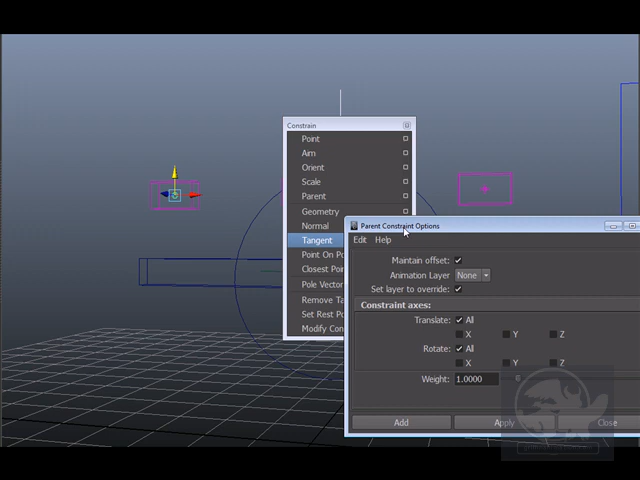 Constrain
Point
Aim
Orient
Scale
Parent
Geometry
Normal
Tangent
Point On Po
Closest Poi
Pole Vector
Remove Ta
Set Rest Po
Modify Con
Parent Constraint Options
Edit Help
Maintain offset:
Animation Layer None
Set layer to override:
Constraint axes:
Translate: All
X Y Z
Rotate: All
X Y Z
Weight: 1.0000
Add Apply Close